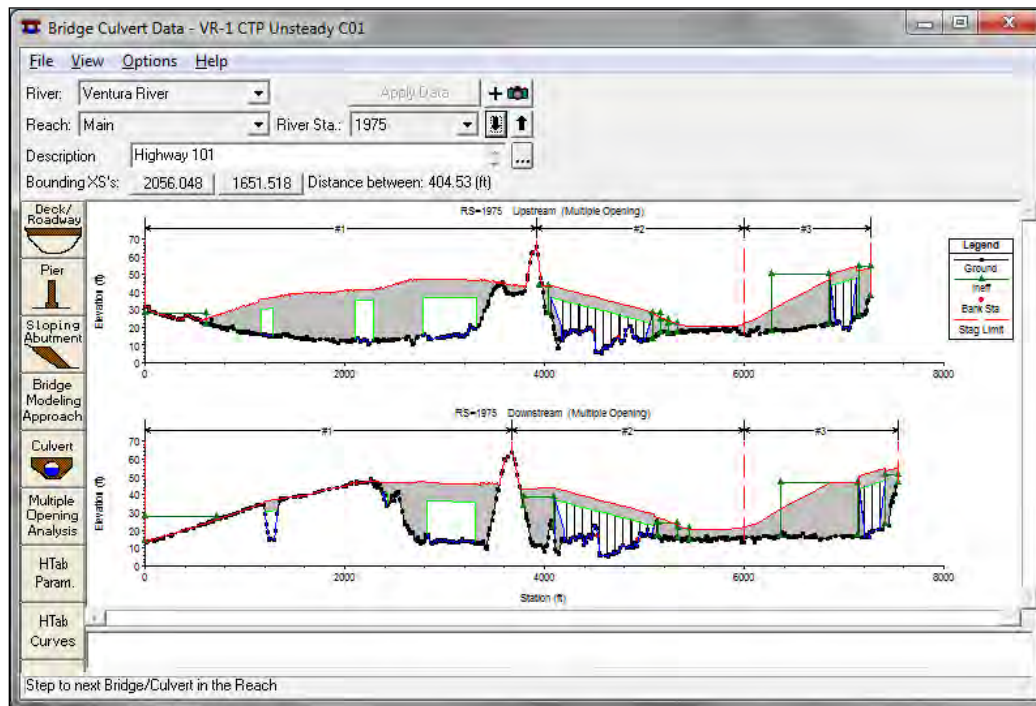 Bridge Culvert Data - VR-1 CTP Unsteady C01
File View Options Help
River: Ventura River Apply Data +
Reach: Main River Sta.: 1975
Description Highway 101 ...
Bounding XS's: 2056.048 1651.518 Distance between: 404.53 (ft)
Deck/
Roadway
Pier
Sloping
Abutment
Bridge
Modeling
Approach
Culvert
Multiple
Opening
Analysis
HTab
Param.
HTab
Curves
RS=1975 Upstream (Multiple Opening)
#1 #2 #3
70
60
50
40
30
20
10
0
Elevation (ft)
0 2000 4000 6000 8000
Legend
Ground
Ineff
Bank Sta
Stag Limit
RS=1975 Downstream (Multiple Opening)
#1 #2 #3
70
60
50
40
30
20
10
0
Elevation (ft)
0 2000 4000 6000 8000
Station (ft)
Step to next Bridge/Culvert in the Reach